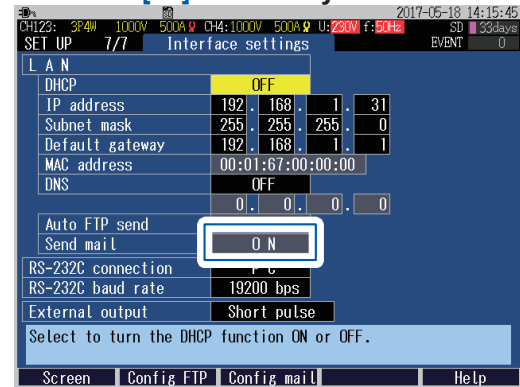 2017-05-18 14:15:45
CH123: 3P4W 1000V 500A CH4:1000V 500A U:230V f:50Hz SD 33days
SET UP 7/7 Interface settings EVENT 0
LAN
DHCP OFF
IP address 192. 168. 1. 31
Subnet mask 255. 255. 255. 0
Default gateway 192. 168. 1. 1
MAC address 00:01:67:00:00:00
DNS OFF
0. 0. 0. 0
Auto FTP send
Send mail ON
RS-232C connection
RS-232C baud rate 19200 bps
External output Short pulse
Select to turn the DHCP function ON or OFF.
Screen Config FTP Config mail Help